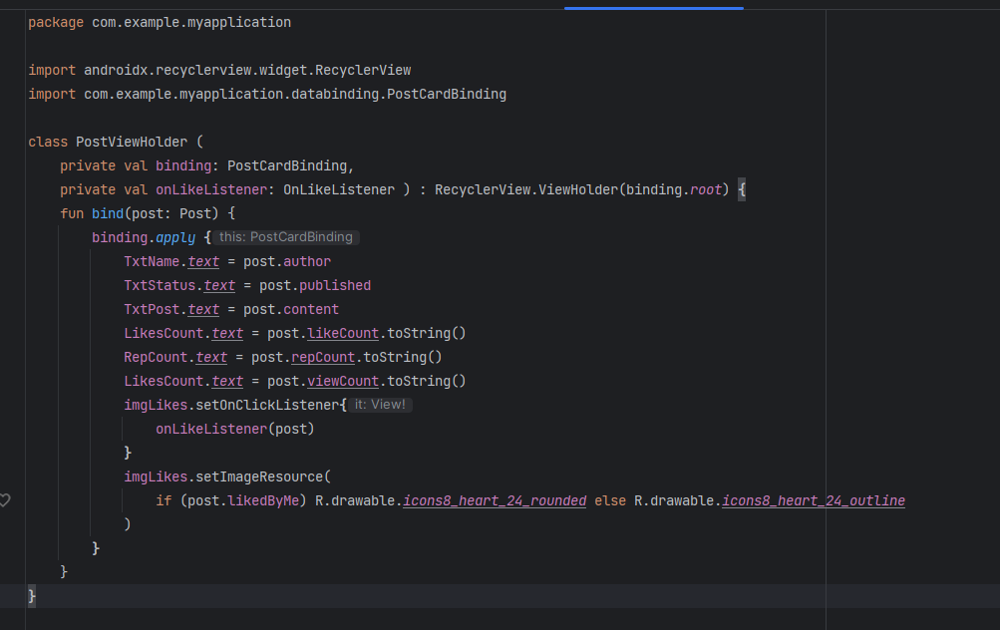 package com.example.myapplication
import androidx.recyclerview.widget.RecyclerView
import com.example.myapplication.databinding.PostCardBinding
class PostViewHolder (
    private val binding: PostCardBinding,
    private val onLikeListener: OnLikeListener ) : RecyclerView.ViewHolder(binding.root) {
    fun bind(post: Post) {
        binding.apply { this: PostCardBinding
            TxtName.text = post.author
            TxtStatus.text = post.published
            TxtPost.text = post.content
            LikesCount.text = post.likeCount.toString()
            RepCount.text = post.repCount.toString()
            LikesCount.text = post.viewCount.toString()
            imgLikes.setOnClickListener{ it: View!
                onLikeListener(post)
            }
            imgLikes.setImageResource(
                if (post.likedByMe) R.drawable.icons8_heart_24_rounded else R.drawable.icons8_heart_24_outline
            )
        }
    }
}